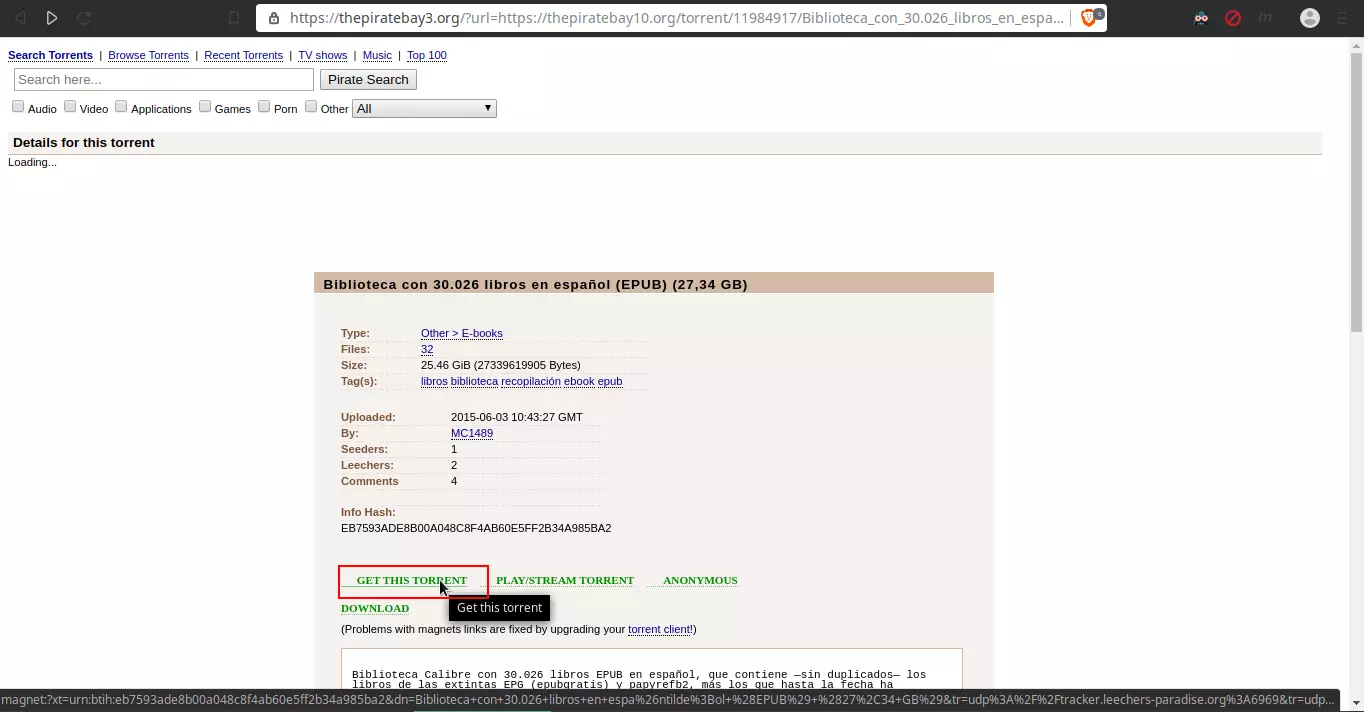 https://thepiratebay3.org/?url=https://thepiratebay10.org/torrent/11984917/Biblioteca_con_30.026_libros_en_espa...
Search Torrents | Browse Torrents | Recent Torrents | TV shows | Music | Top 100
Search here... Pirate Search
Audio Video Applications Games Porn Other All
Details for this torrent
Loading...
Biblioteca con 30.026 libros en español (EPUB) (27,34 GB)
Type: Other > E-books
Files: 32
Size: 25.46 GiB (27339619905 Bytes)
Tag(s): libros biblioteca recopilación ebook epub
Uploaded: 2015-06-03 10:43:27 GMT
By: MC1489
Seeders: 1
Leechers: 2
Comments 4
Info Hash:
EB7593ADE8B00A048C8F4AB60E5FF2B34A985BA2
GET THIS TORRENT PLAY/STREAM TORRENT ANONYMOUS
DOWNLOAD Get this torrent
(Problems with magnets links are fixed by upgrading your torrent client!)
Biblioteca Calibre con 30.026 libros EPUB en español, que contiene —sin duplicados— los
libros de las extintas EPG (epubgratis) y papyrefb2, más los que hasta la fecha ha
magnet:?xt=urn:btih:eb7593ade8b00a048c8f4ab60e5ff2b34a985ba2&dn=Biblioteca+con+30.026+libros+en+espa%26ntilde%3Bol+%28EPUB%29+%2827%2C34+GB%29&tr=udp%3A%2F%2Ftracker.leechers-paradise.org%3A6969&tr=udp...